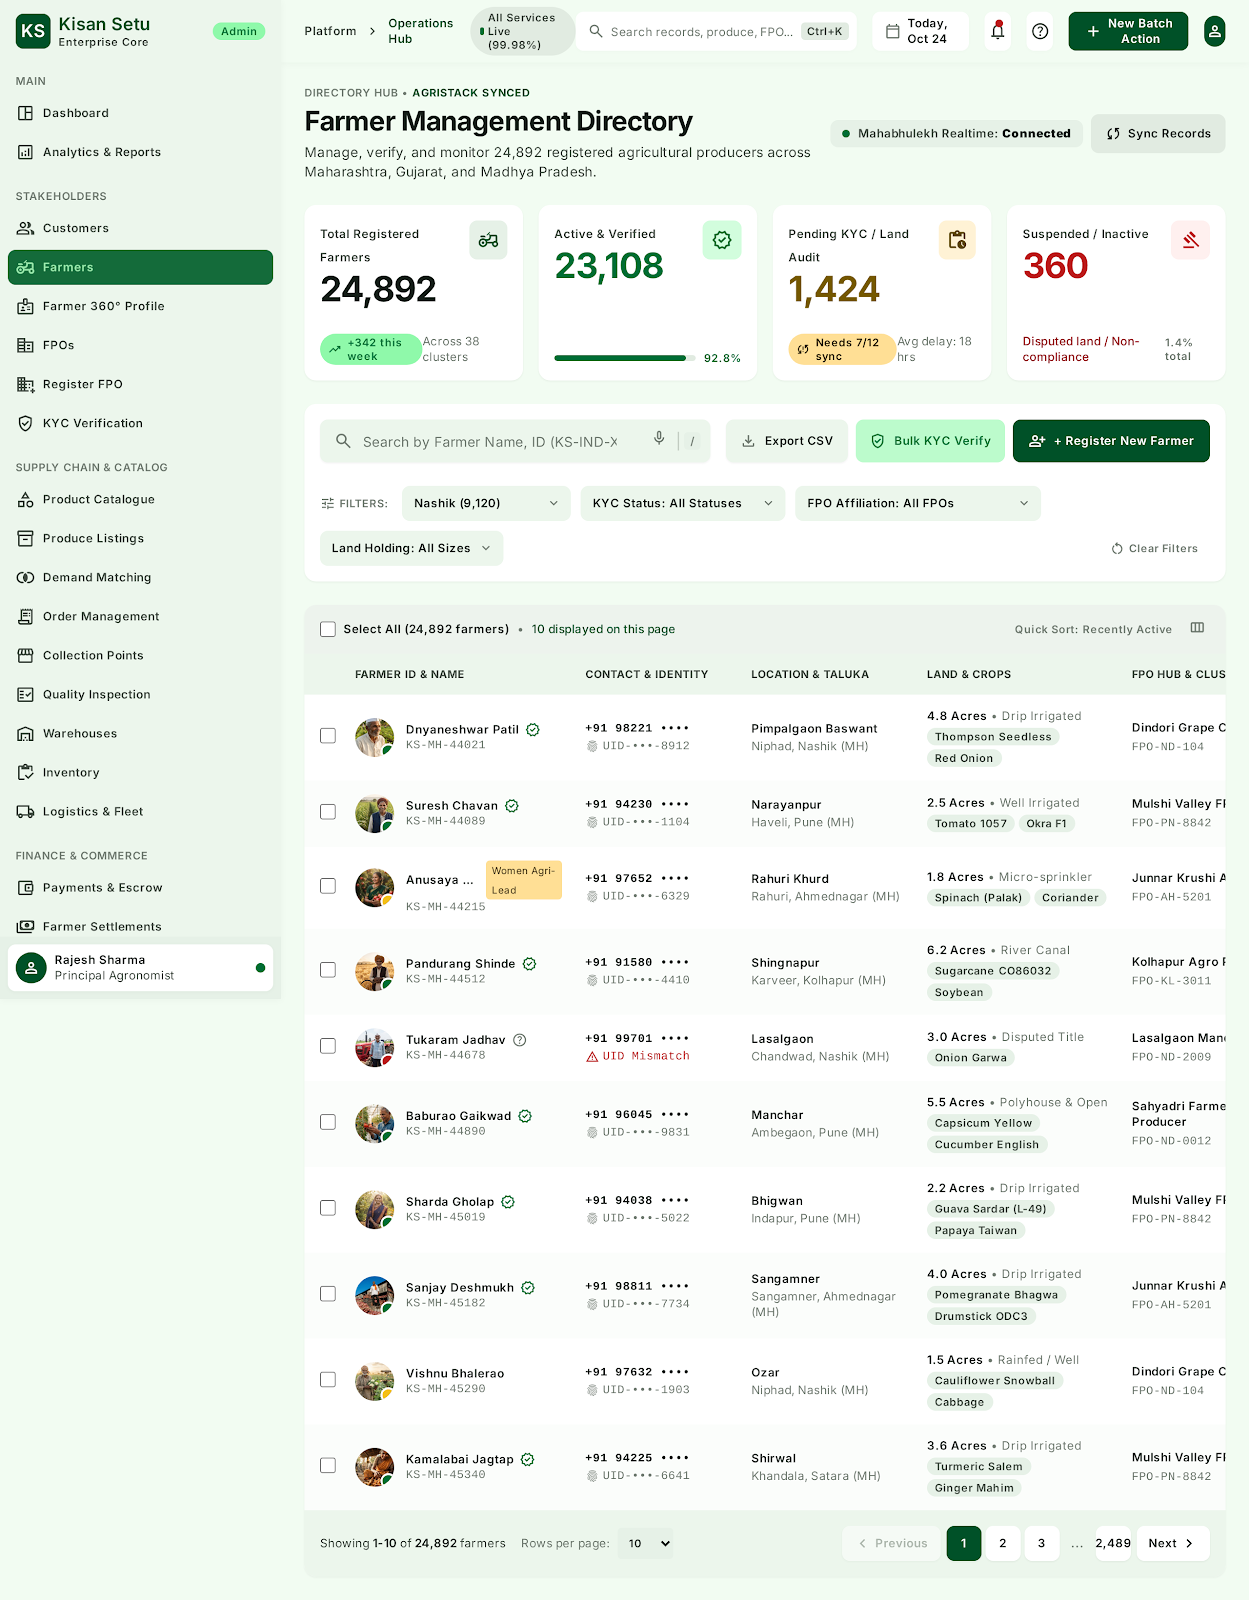 KS
Kisan Setu
Enterprise Core
Admin
MAIN
Dashboard
Analytics & Reports
STAKEHOLDERS
Customers
Farmers
Farmer 360° Profile
FPOs
Register FPO
KYC Verification
SUPPLY CHAIN & CATALOG
Product Catalogue
Produce Listings
Demand Matching
Order Management
Collection Points
Quality Inspection
Warehouses
Inventory
Logistics & Fleet
FINANCE & COMMERCE
Payments & Escrow
Farmer Settlements
Rajesh Sharma
Principal Agronomist
Platform
Operations
Hub
All Services
Live
(99.98%)
Search records, produce, FPO...
Ctrl+K
Today,
Oct 24
New Batch
Action
DIRECTORY HUB • AGRISTACK SYNCED
Farmer Management Directory
Manage, verify, and monitor 24,892 registered agricultural producers across
Maharashtra, Gujarat, and Madhya Pradesh.
Mahabhulekh Realtime: Connected
Sync Records
Total Registered
Farmers
24,892
+342 this
week
Across 38
clusters
Active & Verified
23,108
92.8%
Pending KYC / Land
Audit
1,424
Needs 7/12
sync
Avg delay: 18
hrs
Suspended / Inactive
360
Disputed land / Non-
compliance
1.4%
total
Search by Farmer Name, ID (KS-IND-X
/
Export CSV
Bulk KYC Verify
+ Register New Farmer
FILTERS:
Nashik (9,120)
KYC Status: All Statuses
FPO Affiliation: All FPOs
Land Holding: All Sizes
Clear Filters
Select All (24,892 farmers) • 10 displayed on this page
Quick Sort: Recently Active
FARMER ID & NAME CONTACT & IDENTITY LOCATION & TALUKA LAND & CROPS FPO HUB & CLUS
Dnyaneshwar Patil
KS-MH-44021
+91 98221 ••••
UID-•••-8912
Pimpalgaon Baswant
Niphad, Nashik (MH)
4.8 Acres • Drip Irrigated
Thompson Seedless
Red Onion
Dindori Grape C
FPO-ND-104
Suresh Chavan
KS-MH-44089
+91 94230 ••••
UID-•••-1104
Narayanpur
Haveli, Pune (MH)
2.5 Acres • Well Irrigated
Tomato 1057 Okra F1
Mulshi Valley F
FPO-PN-8842
Anusaya ...
Women Agri-
Lead
KS-MH-44215
+91 97652 ••••
UID-•••-6329
Rahuri Khurd
Rahuri, Ahmednagar (MH)
1.8 Acres • Micro-sprinkler
Spinach (Palak) Coriander
Junnar Krushi A
FPO-AH-5201
Pandurang Shinde
KS-MH-44512
+91 91580 ••••
UID-•••-4410
Shingnapur
Karveer, Kolhapur (MH)
6.2 Acres • River Canal
Sugarcane CO86032
Soybean
Kolhapur Agro
FPO-KL-3011
Tukaram Jadhav
KS-MH-44678
+91 99701 ••••
UID Mismatch
Lasalgaon
Chandwad, Nashik (MH)
3.0 Acres • Disputed Title
Onion Garwa
Lasalgaon Man
FPO-ND-2009
Baburao Gaikwad
KS-MH-44890
+91 96045 ••••
UID-•••-9831
Manchar
Ambegaon, Pune (MH)
5.5 Acres • Polyhouse & Open
Capsicum Yellow
Cucumber English
Sahyadri Farme
Producer
FPO-ND-0012
Sharda Gholap
KS-MH-45019
+91 94038 ••••
UID-•••-5022
Bhigwan
Indapur, Pune (MH)
2.2 Acres • Drip Irrigated
Guava Sardar (L-49)
Papaya Taiwan
Mulshi Valley F
FPO-PN-8842
Sanjay Deshmukh
KS-MH-45182
+91 98811 ••••
UID-•••-7734
Sangamner
Sangamner, Ahmednagar
(MH)
4.0 Acres • Drip Irrigated
Pomegranate Bhagwa
Drumstick ODC3
Junnar Krushi A
FPO-AH-5201
Vishnu Bhalerao
KS-MH-45290
+91 97632 ••••
UID-•••-1903
Ozar
Niphad, Nashik (MH)
1.5 Acres • Rainfed / Well
Cauliflower Snowball
Cabbage
Dindori Grape C
FPO-ND-104
Kamalabai Jagtap
KS-MH-45340
+91 94225 ••••
UID-•••-6641
Shirwal
Khandala, Satara (MH)
3.6 Acres • Drip Irrigated
Turmeric Salem
Ginger Mahim
Mulshi Valley F
FPO-PN-8842
Showing 1-10 of 24,892 farmers
Rows per page: 10
Previous 1 2 3 ... 2,489 Next